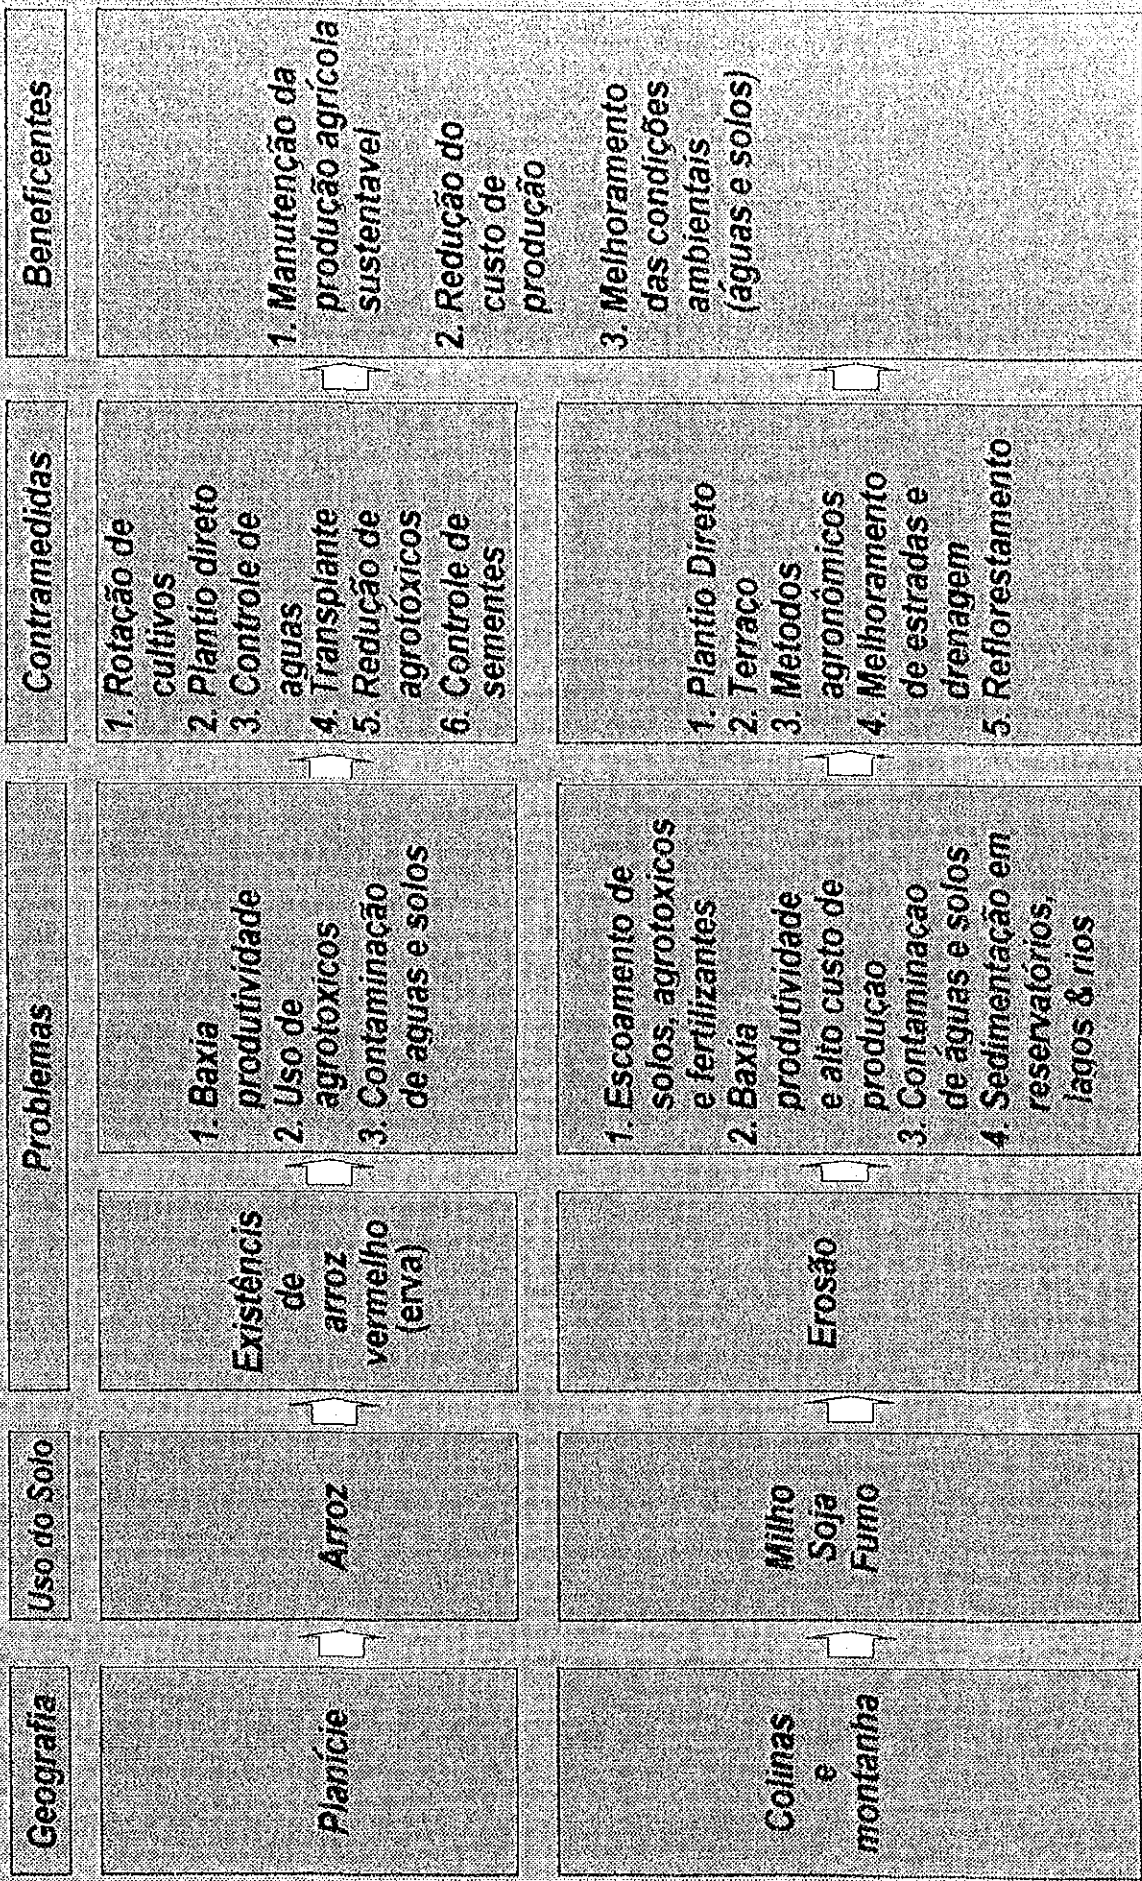 Geografia
Uso do Solo
Problemas
Contramedidas
Beneficentes
Planície
Arroz
Existêncis
de
arroz
vermelho
(erva)
1. Baxia
produtividade
2. Uso de
agrotoxicos
3. Contaminação
de aguas e solos
1. Rotação de
cultivos
2. Plantio direto
3. Controle de
aguas
4. Transplante
5. Redução de
agrotóxicos
6. Controle de
sementes
1. Manutenção da
produção agrícola
sustentavel
2. Redução do
custo de
produção
3. Melhoramento
das condições
ambientais
(águas e solos)
Colinas
e
montanha
Milho
Soja
Fumo
Erosão
1. Escoamento de
solos, agrotoxicos
e fertilizantes
2. Baxia
produtividade
e alto custo de
produçao
3. Contaminaçao
de águas e solos
4. Sedimentação em
reservatórios,
lagos & rios
1. Plantio Direto
2. Terraço
3. Metodos
agronômicos
4. Melhoramento
de estradas e
drenagem
5. Reflorestamento